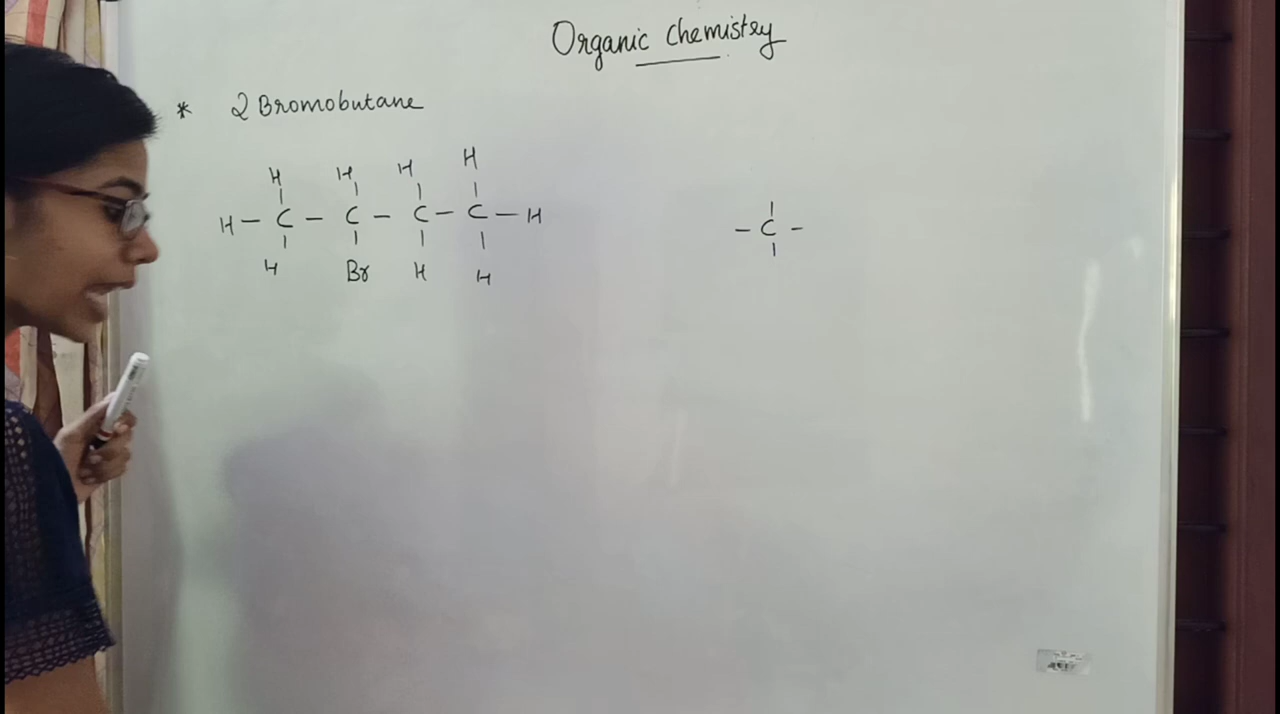 Organic Chemistry
* 2 Bromobutane
H H H H
H - C - C - C - C - H
H Br H H
- C -